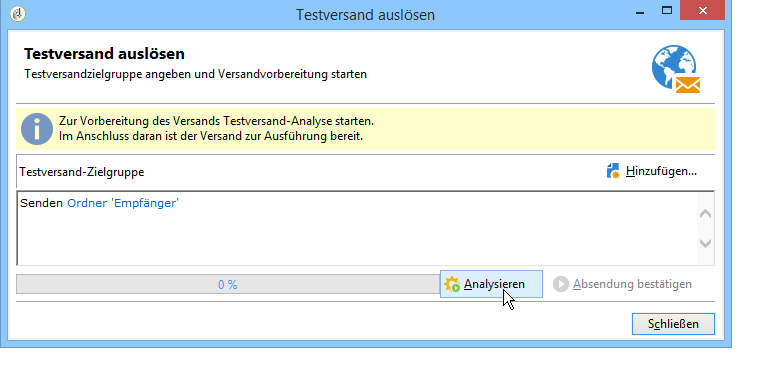 Testversand auslösen
Testversand auslösen
Testversandzielgruppe angeben und Versandvorbereitung starten
Zur Vorbereitung des Versands Testversand-Analyse starten.
Im Anschluss daran ist der Versand zur Ausführung bereit.
Testversand-Zielgruppe
Hinzufügen...
Senden Ordner 'Empfänger'
0 %
Analysieren
Absendung bestätigen
Schließen